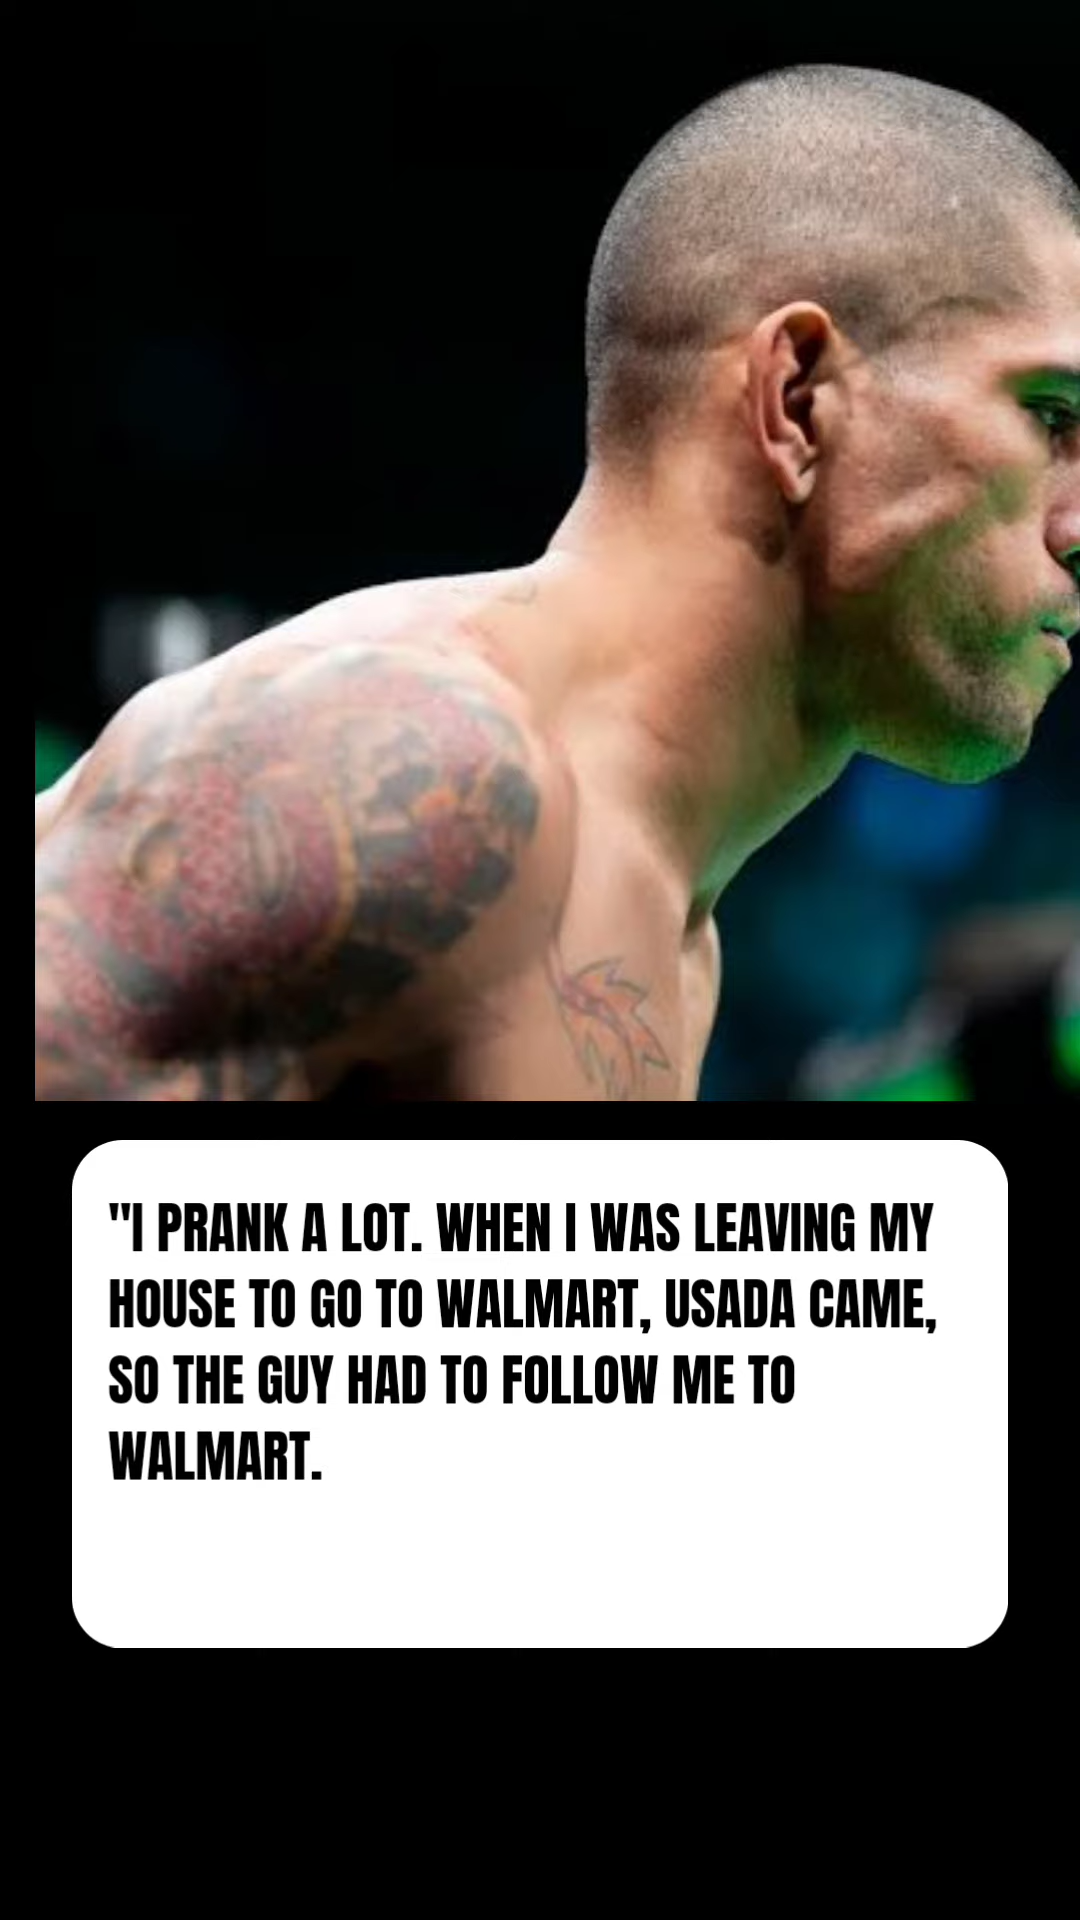 "I PRANK A LOT. WHEN I WAS LEAVING MY
HOUSE TO GO TO WALMART, USADA CAME,
SO THE GUY HAD TO FOLLOW ME TO
WALMART.